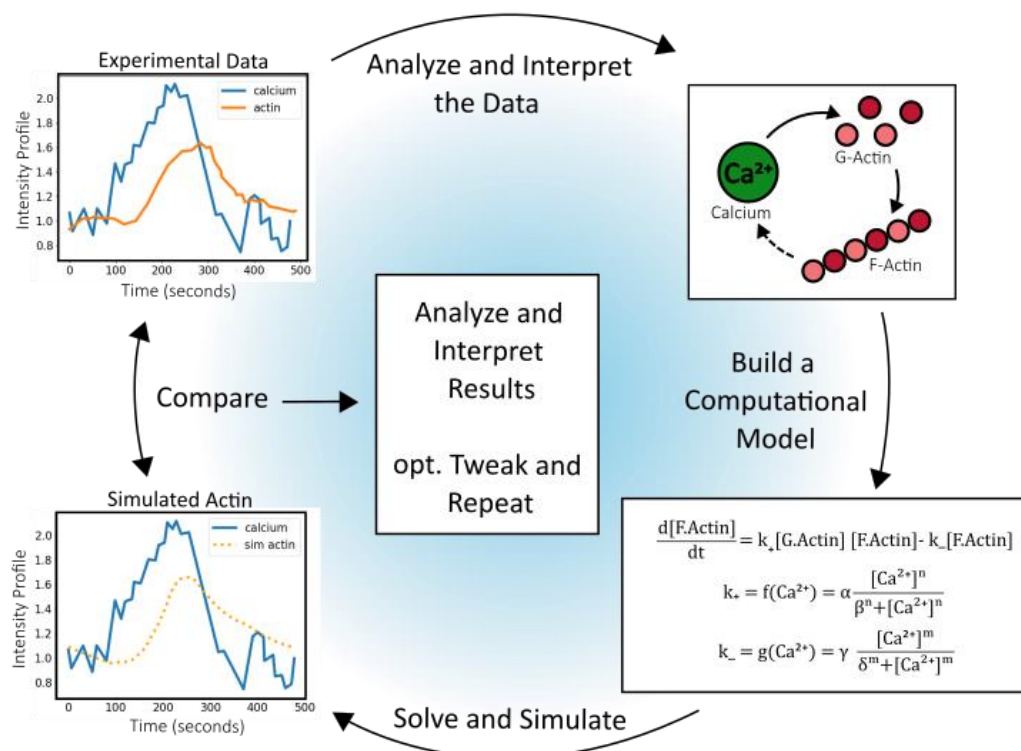 Experimental Data
calcium
actin
Intensity Profile
2.0
1.8
1.6
1.4
1.2
1.0
0.8
0 100 200 300 400 500
Time (seconds)
Analyze and Interpret
the Data
Ca²⁺
Calcium
G-Actin
F-Actin
Build a
Computational
Model
d[F.Actin]/dt = k₊[G.Actin] [F.Actin]- k₋[F.Actin]
k₊ = f(Ca²⁺) = α [Ca²⁺]ⁿ/βⁿ+[Ca²⁺]ⁿ
k₋ = g(Ca²⁺) = γ [Ca²⁺]ᵐ/δᵐ+[Ca²⁺]ᵐ
Solve and Simulate
Simulated Actin
calcium
sim actin
Intensity Profile
2.0
1.8
1.6
1.4
1.2
1.0
0.8
0 100 200 300 400 500
Time (seconds)
Compare
Analyze and
Interpret
Results
opt. Tweak and
Repeat